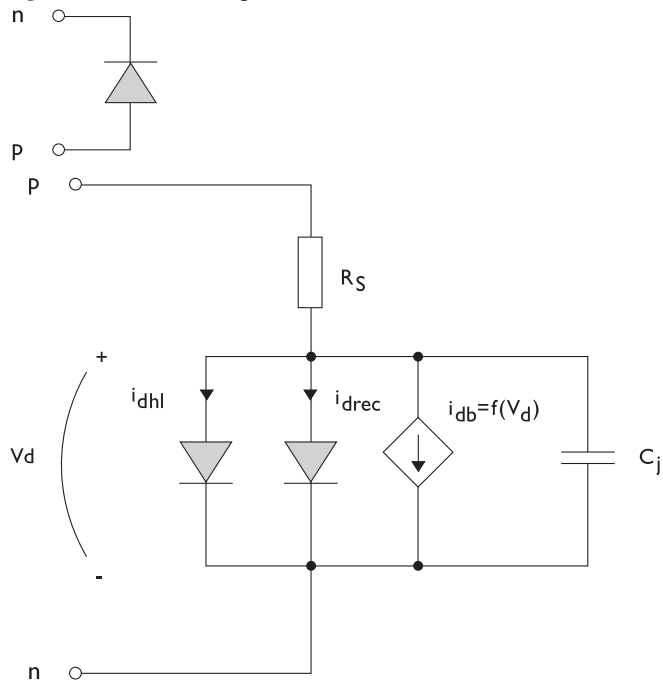 n
p
p
R_S
+
i_dhl
i_drec
i_db=f(V_d)
Vd
C_j
-
n